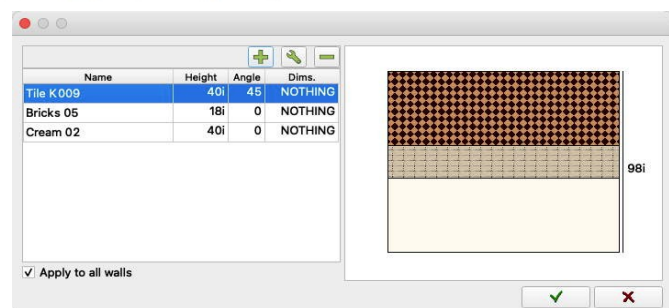 Name Height Angle Dims.
Tile K009 40i 45 NOTHING
Bricks 05 18i 0 NOTHING
Cream 02 40i 0 NOTHING
98i
Apply to all walls